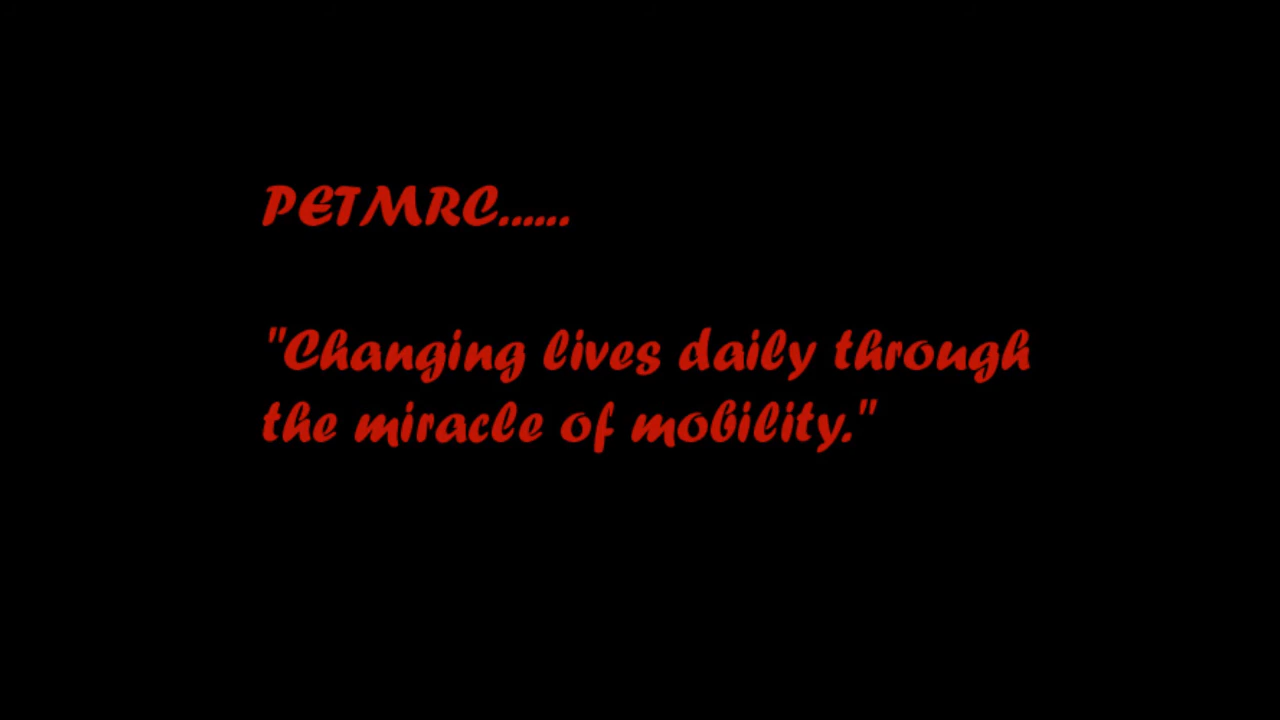 PETMRC......
"Changing lives daily through
the miracle of mobility."